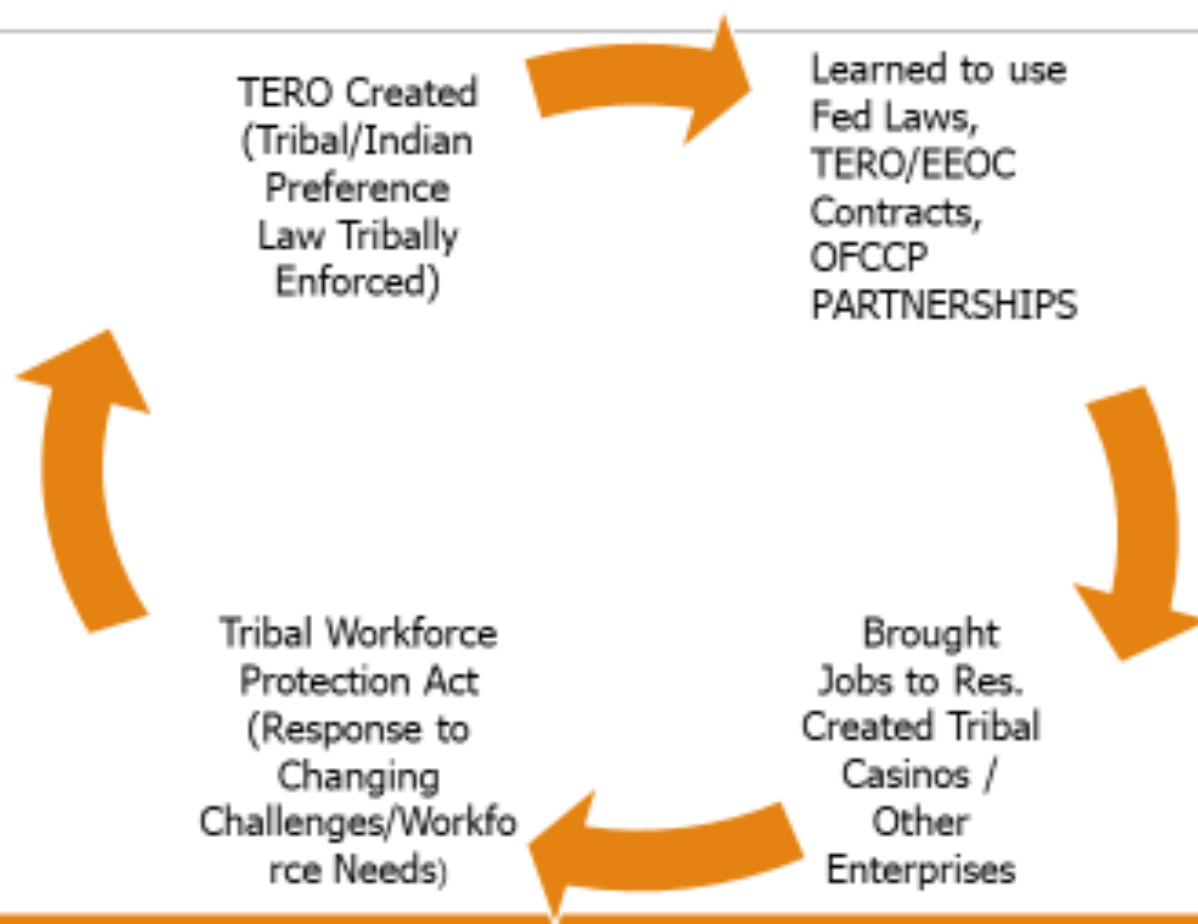 TERO Created
(Tribal/Indian
Preference
Law Tribally
Enforced)
Learned to use
Fed Laws,
TERO/EEOC
Contracts,
OFCCP
PARTNERSHIPS
Brought
Jobs to Res.
Created Tribal
Casinos /
Other
Enterprises
Tribal Workforce
Protection Act
(Response to
Changing
Challenges/Workfo
rce Needs)